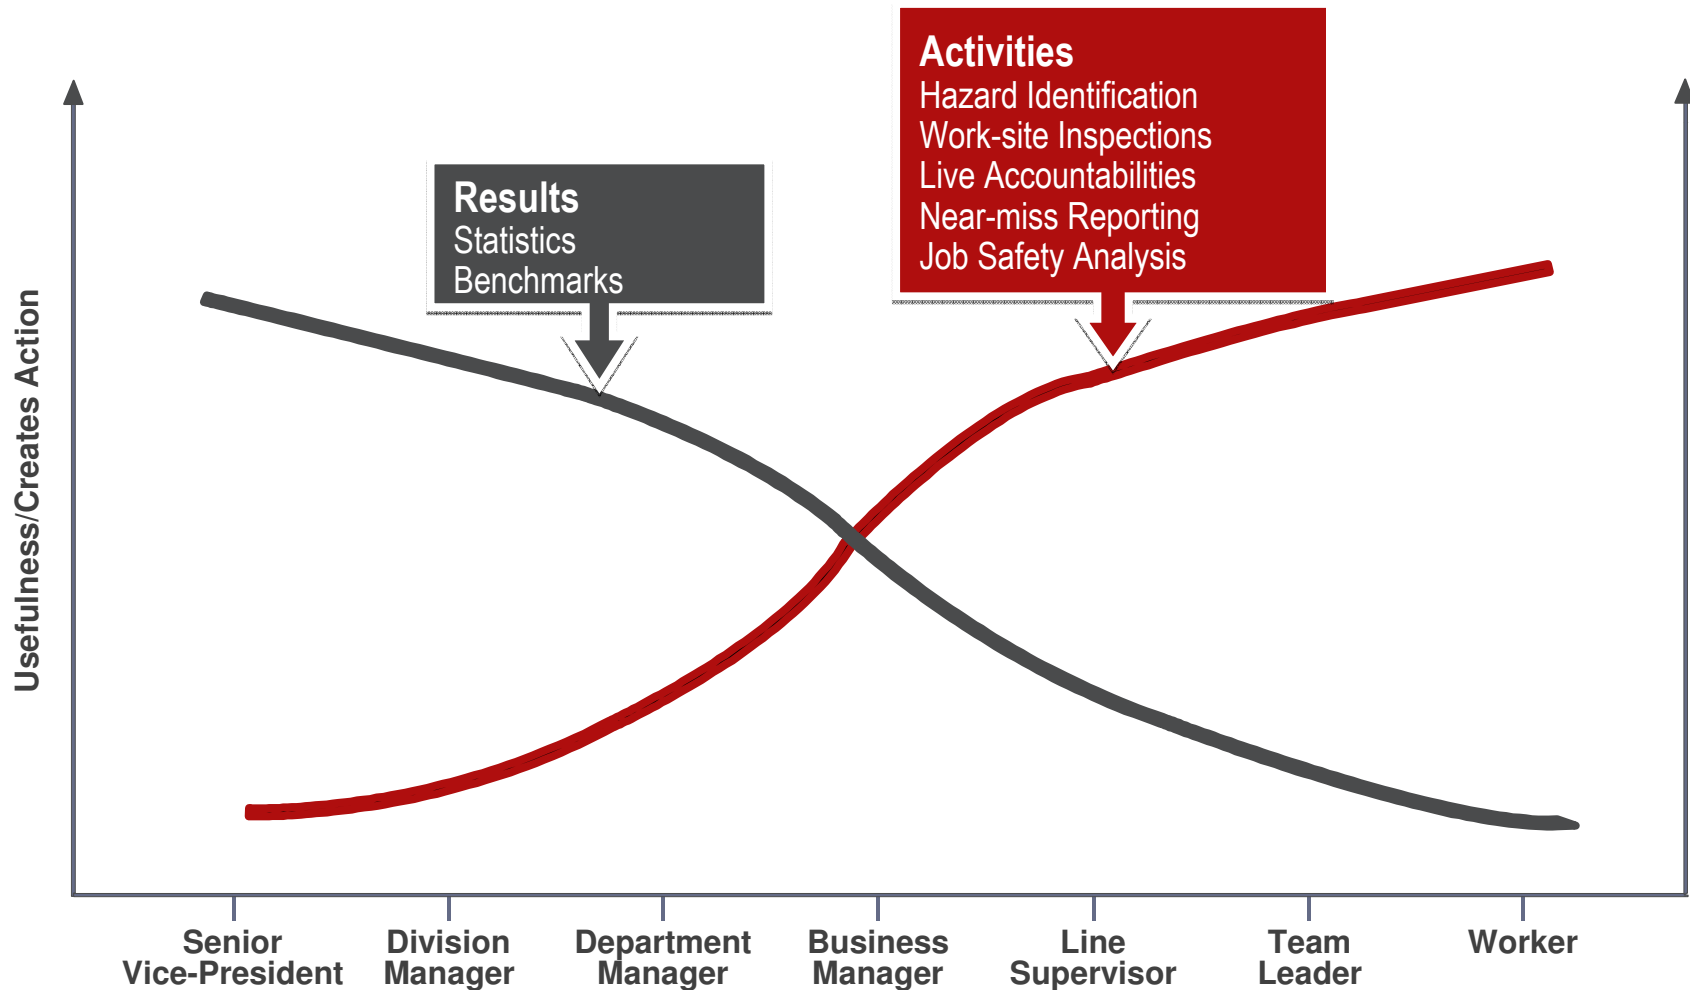 Activities
Hazard Identification
Work-site Inspections
Live Accountabilities
Near-miss Reporting
Job Safety Analysis
Results
Statistics
Benchmarks
Usefulness/Creates Action
Senior
Vice-President
Division
Manager
Department
Manager
Business
Manager
Line
Supervisor
Team
Leader
Worker